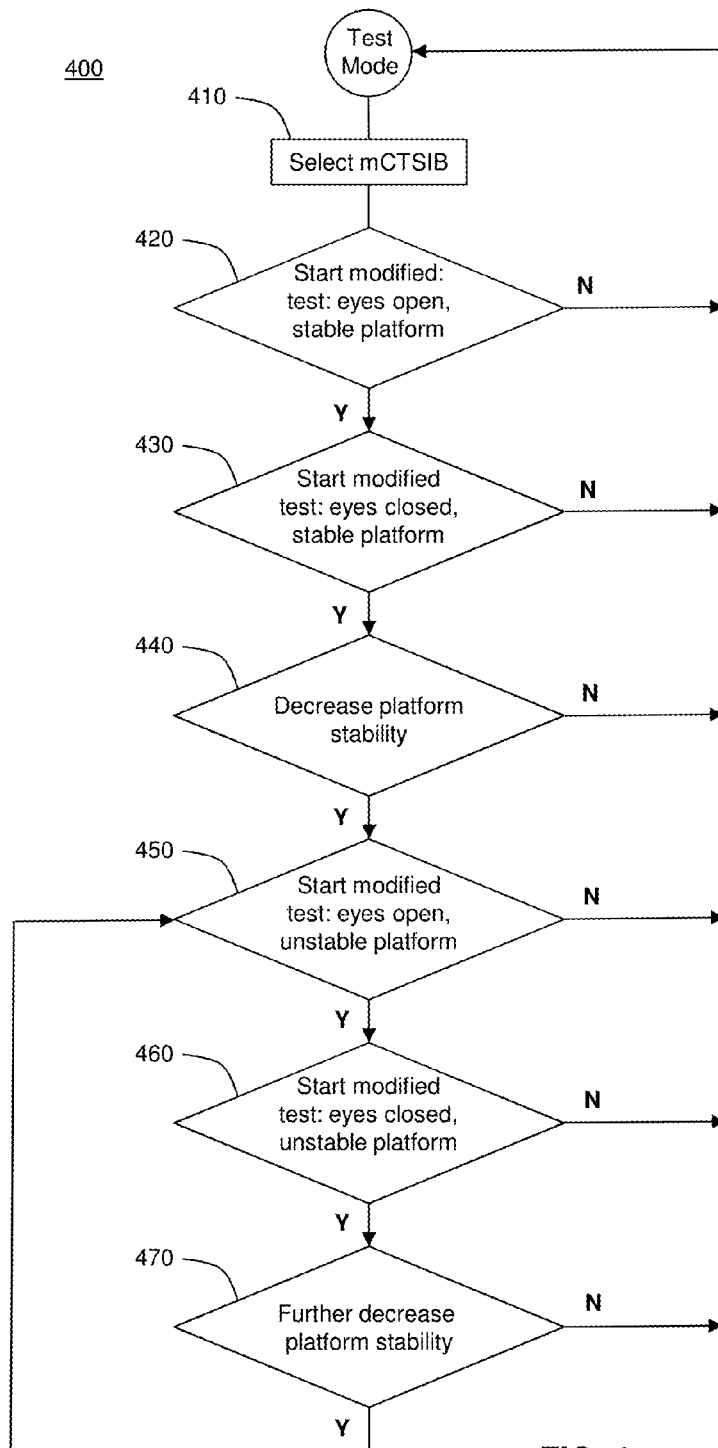 400
Test
Mode
410
Select mCTSIB
420
Start modified:
test: eyes open,
stable platform
N
Y
430
Start modified
test: eyes closed,
stable platform
N
Y
440
Decrease platform
stability
N
Y
450
Start modified
test: eyes open,
unstable platform
N
Y
460
Start modified
test: eyes closed,
unstable platform
N
Y
470
Further decrease
platform stability
N
Y